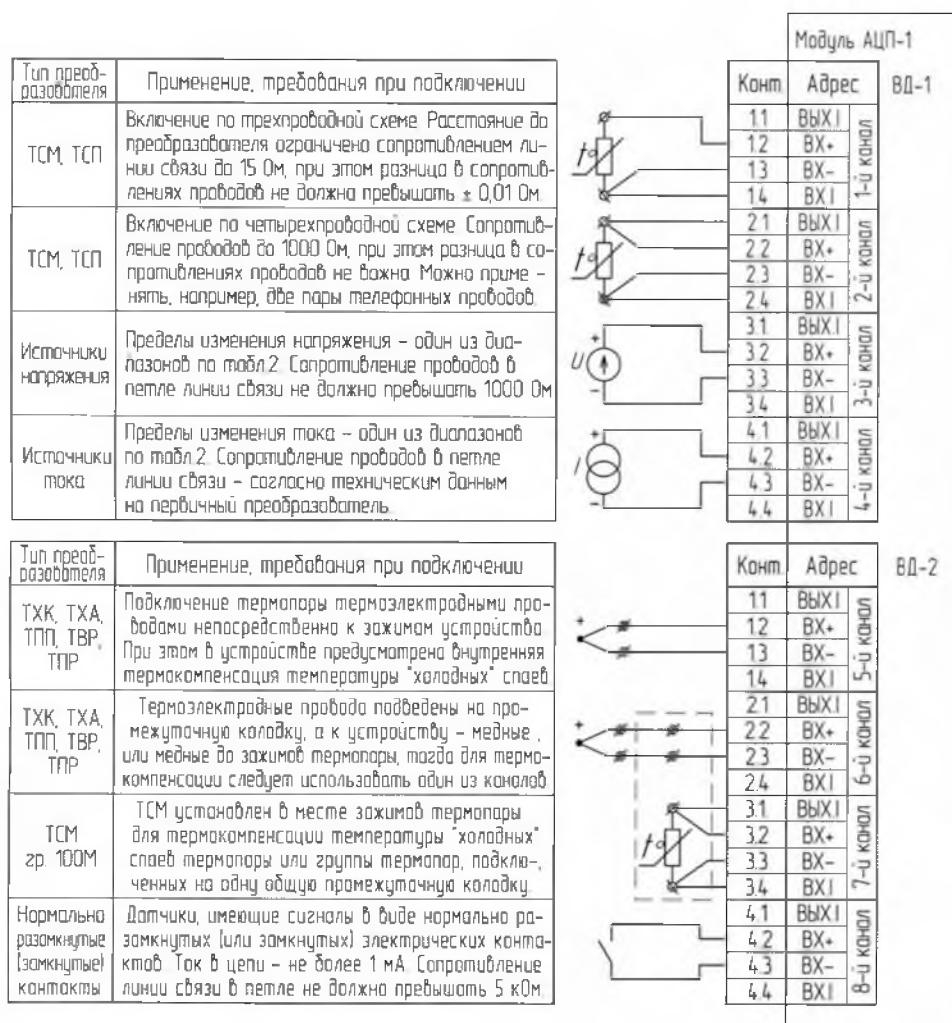 Модуль АЦП-1
Тип преоб-
разователя
Применение, требования при подключении
ТСМ, ТСП
Включение по трехпроводной схеме. Расстояние до
преобразователя ограничено сопротивлением ли-
нии связи до 15 Ом, при этом разница в сопротив-
лениях проводов не должна превышать ± 0,01 Ом.
ТСМ, ТСП
Включение по четырехпроводной схеме. Сопротив-
ление проводов до 1000 Ом, при этом разница в со-
противлениях проводов не важна. Можно приме -
нять, например, две пары телефонных проводов.
Источники
напряжения
Пределы изменения напряжения - один из диа-
пазонов по табл.2. Сопротивление проводов в
петле линии связи не должно превышать 1000 Ом
Источники
тока
Пределы изменения тока - один из диапазонов
по табл.2. Сопротивление проводов в петле
линии связи - согласно техническим данным
на первичный преобразователь.
t°
t°
+
U
-
+
I
-
Конт. Адрес ВД-1
1.1 ВЫХ.I
1.2 ВХ+
1.3 ВХ-
1.4 ВХ.I
1-й канал
2.1 ВЫХ.I
2.2 ВХ+
2.3 ВХ-
2.4 ВХ.I
2-й канал
3.1 ВЫХ.I
3.2 ВХ+
3.3 ВХ-
3.4 ВХ.I
3-й канал
4.1 ВЫХ.I
4.2 ВХ+
4.3 ВХ-
4.4 ВХ.I
4-й канал
Тип преоб-
разователя
Применение, требования при подключении
ТХК, ТХА,
ТПП, ТВР,
ТПР
Подключение термопары термоэлектродными про-
водами непосредственно к зажимам устройства.
При этом в устройстве предусмотрена внутренняя
термокомпенсация температуры "холодных" спаев.
ТХК, ТХА,
ТПП, ТВР,
ТПР
Термоэлектродные провода подведены на про-
межуточную колодку, а к устройству - медные ,
или медные до зажимов термопары, тогда для термо-
компенсации следует использовать один из каналов.
ТСМ
гр. 100М
ТСМ установлен в месте зажимов термопары
для термокомпенсации температуры "холодных"
спаев термопары или группы термопар, подклю-
ченных на одну общую промежуточную колодку.
Нормально
разомкнутые
(замкнутые)
контакты
Датчики, имеющие сигналы в виде нормально ра-
зомкнутых (или замкнутых) электрических конта-
ктов. Ток в цепи - не более 1 мА. Сопротивление
линии связи в петле не должно превышать 5 кОм.
+
+
t°
Конт. Адрес ВД-2
1.1 ВЫХ.I
1.2 ВХ+
1.3 ВХ-
1.4 ВХ.I
5-й канал
2.1 ВЫХ.I
2.2 ВХ+
2.3 ВХ-
2.4 ВХ.I
6-й канал
3.1 ВЫХ.I
3.2 ВХ+
3.3 ВХ-
3.4 ВХ.I
7-й канал
4.1 ВЫХ.I
4.2 ВХ+
4.3 ВХ-
4.4 ВХ.I
8-й канал